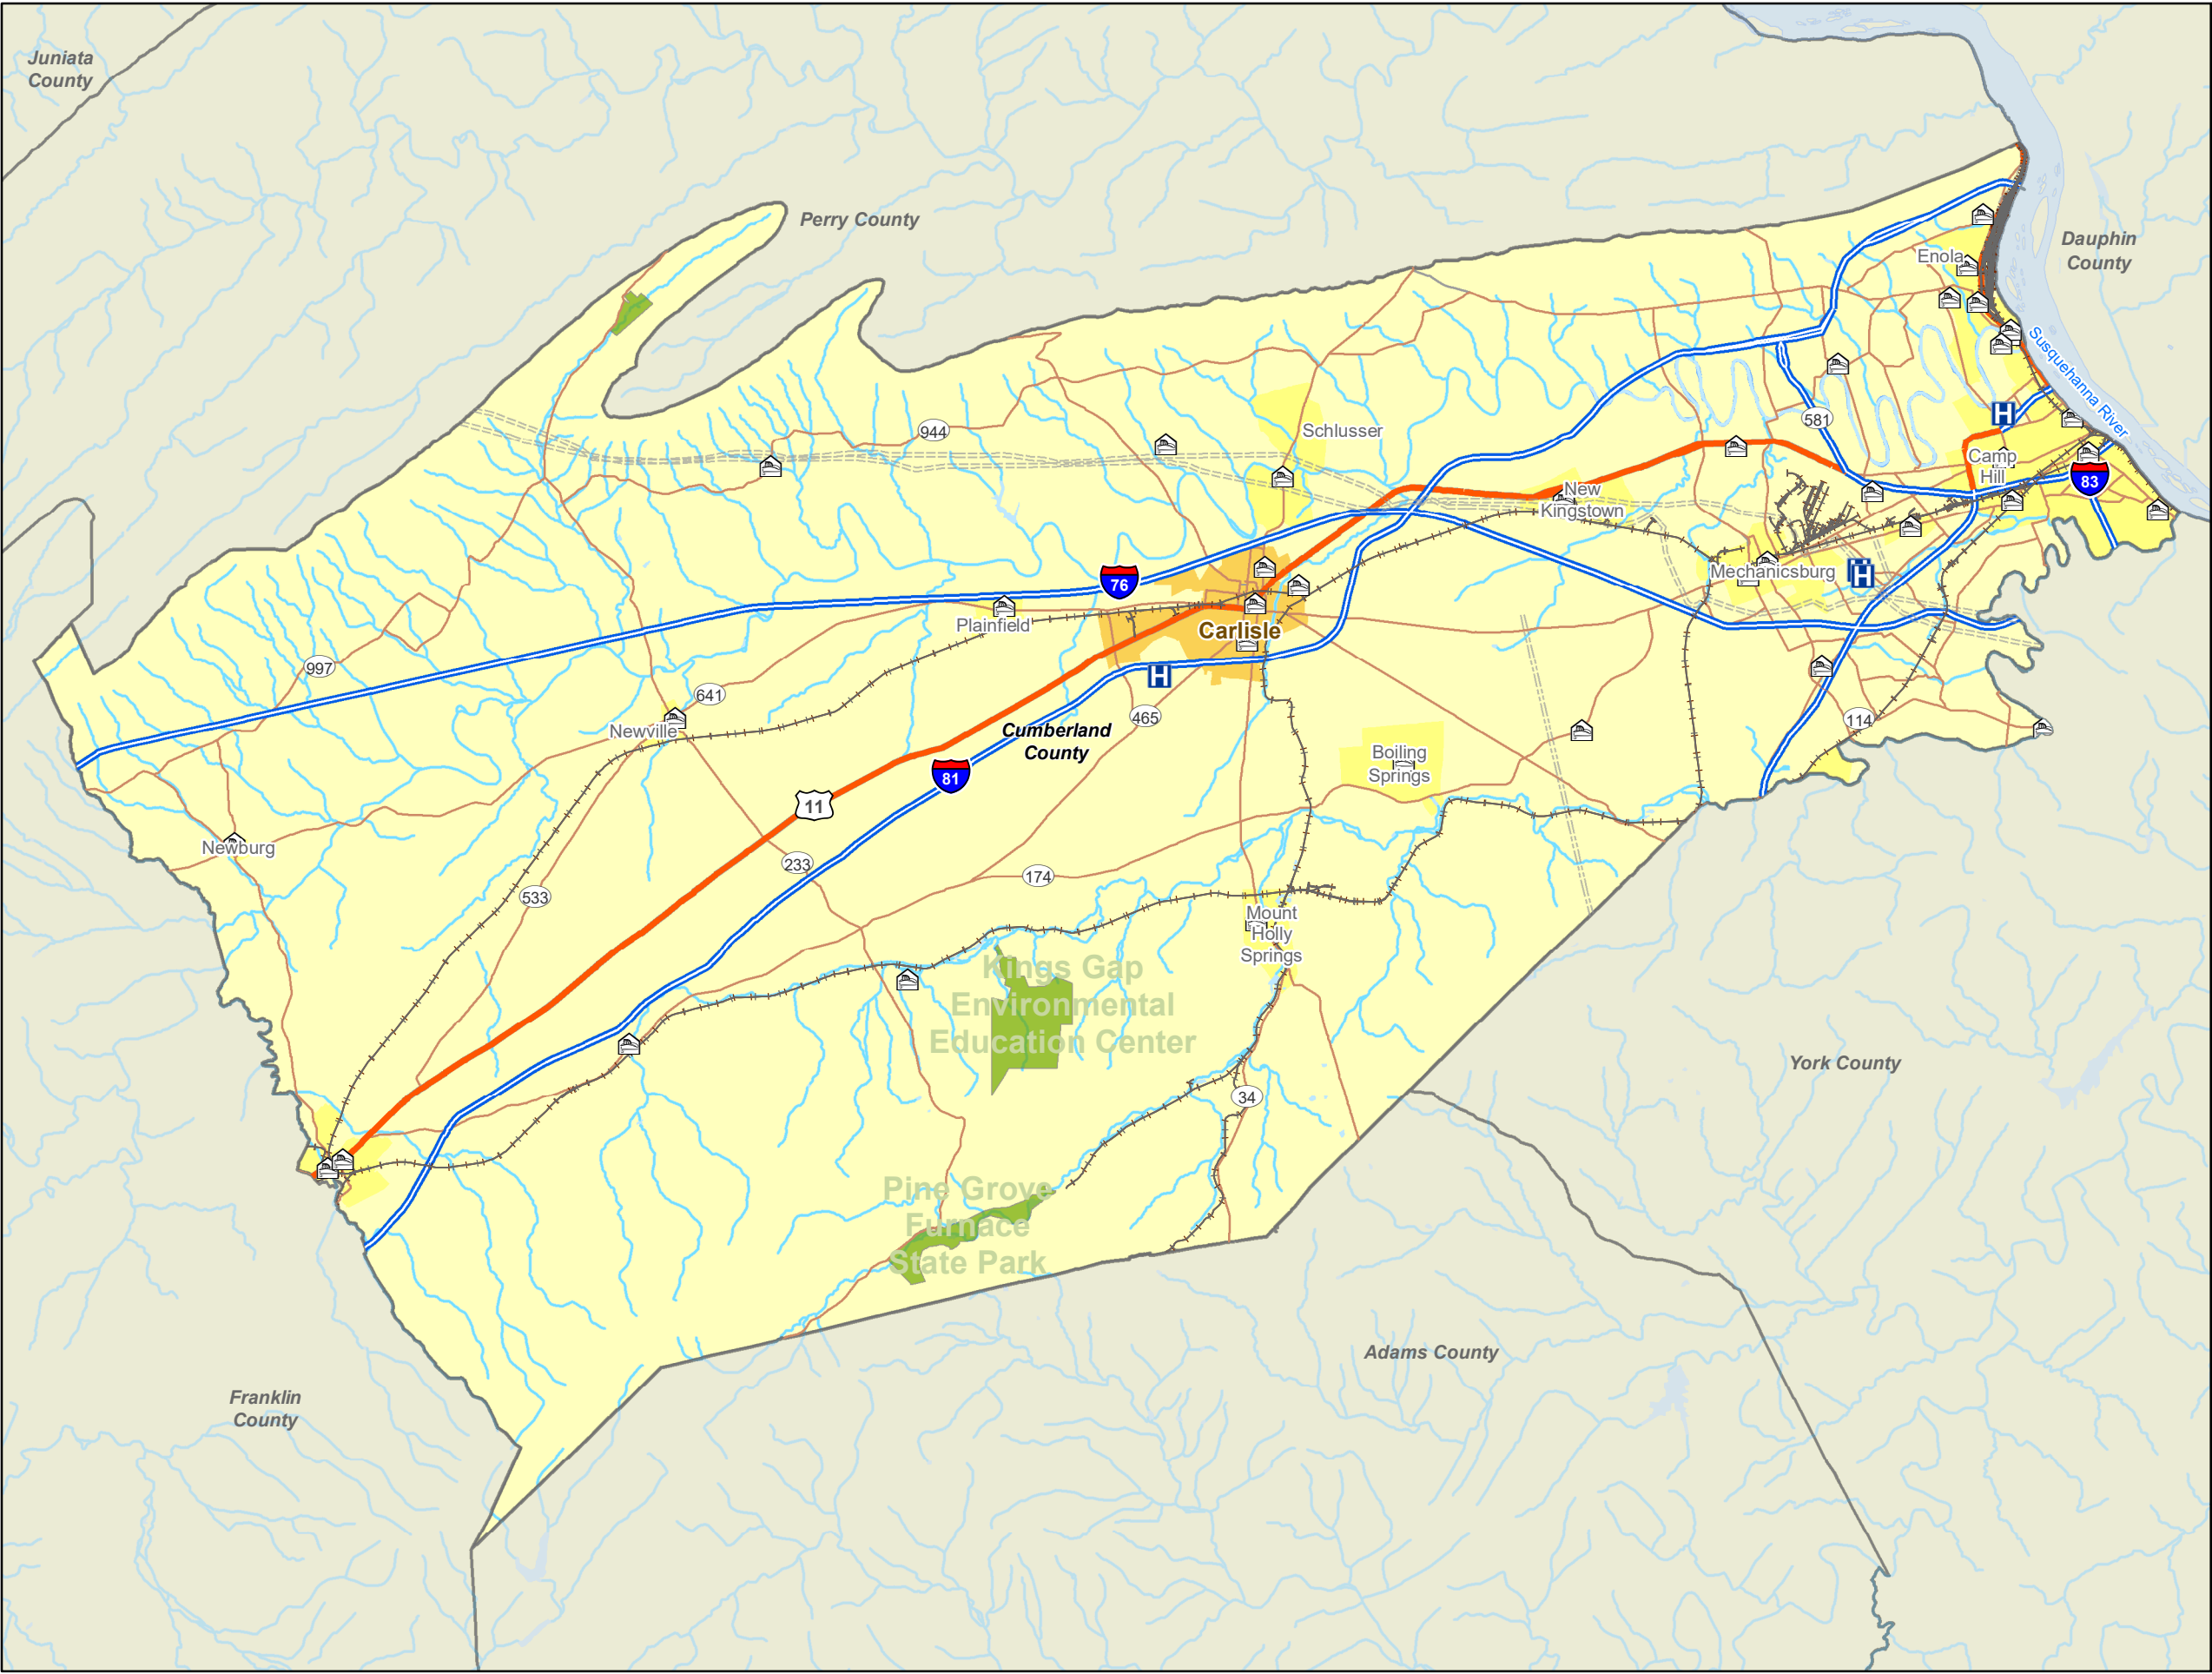 Juniata
County
Perry County
Dauphin
County
Enola
Susquehanna River
944
Schlusser
581
H
Camp
Hill
83
New
Kingstown
Mechanicsburg
H
76
Plainfield
Carlisle
997
H
641
Newville
465
Cumberland
County
114
Boiling
Springs
81
11
Newburg
233
174
533
Mount
Holly
Springs
Kings Gap
Environmental
Education Center
York County
34
Pine Grove
Furnace
State Park
Adams County
Franklin
County